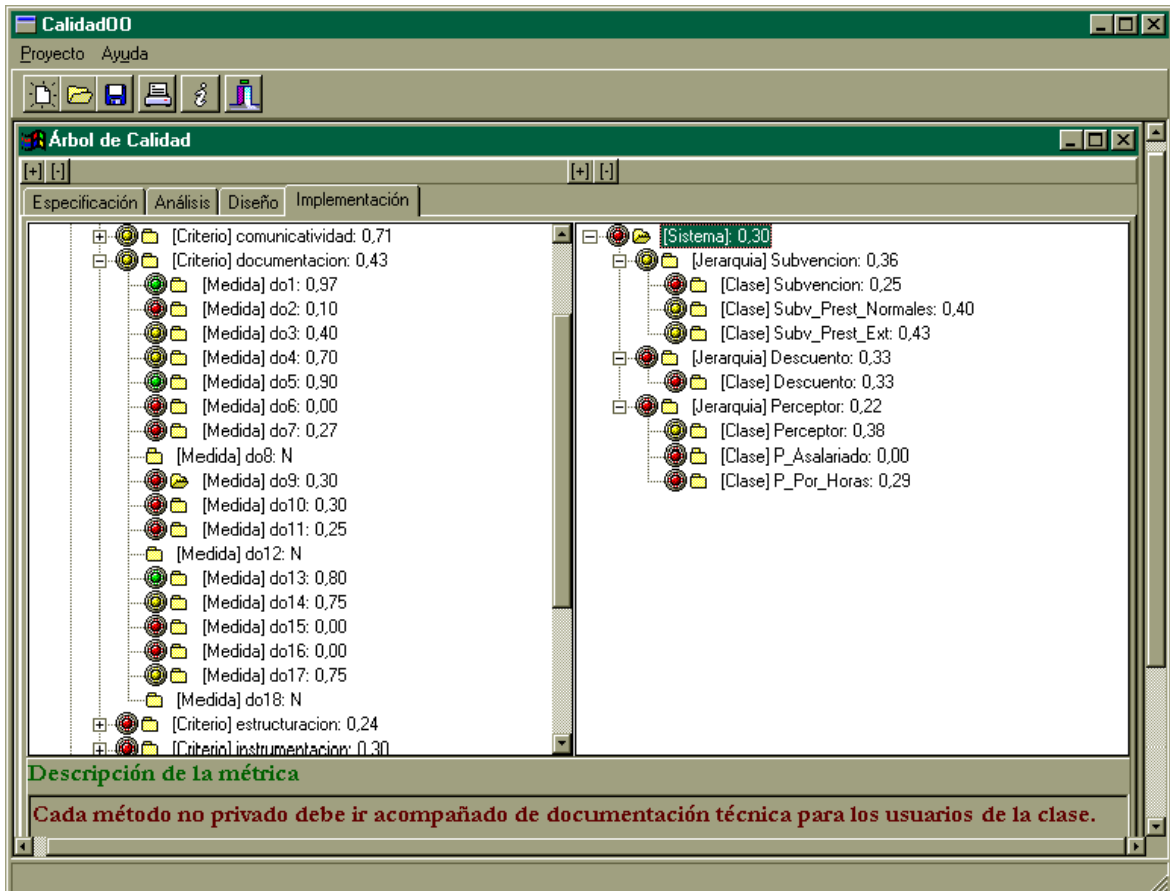 CalidadOO
Proyecto Ayuda
Árbol de Calidad
[+] [-] [+] [-]
Especificación Análisis Diseño Implementación
[Criterio] comunicatividad: 0,71
[Criterio] documentacion: 0,43
[Medida] do1: 0,97
[Medida] do2: 0,10
[Medida] do3: 0,40
[Medida] do4: 0,70
[Medida] do5: 0,90
[Medida] do6: 0,00
[Medida] do7: 0,27
[Medida] do8: N
[Medida] do9: 0,30
[Medida] do10: 0,30
[Medida] do11: 0,25
[Medida] do12: N
[Medida] do13: 0,80
[Medida] do14: 0,75
[Medida] do15: 0,00
[Medida] do16: 0,00
[Medida] do17: 0,75
[Medida] do18: N
[Criterio] estructuracion: 0,24
[Criterio] instrumentacion: 0,30
[Sistema]: 0,30
[Jerarquia] Subvencion: 0,36
[Clase] Subvencion: 0,25
[Clase] Subv_Prest_Normales: 0,40
[Clase] Subv_Prest_Ext: 0,43
[Jerarquia] Descuento: 0,33
[Clase] Descuento: 0,33
[Jerarquia] Perceptor: 0,22
[Clase] Perceptor: 0,38
[Clase] P_Asalariado: 0,00
[Clase] P_Por_Horas: 0,29
Descripción de la métrica
Cada método no privado debe ir acompañado de documentación técnica para los usuarios de la clase.